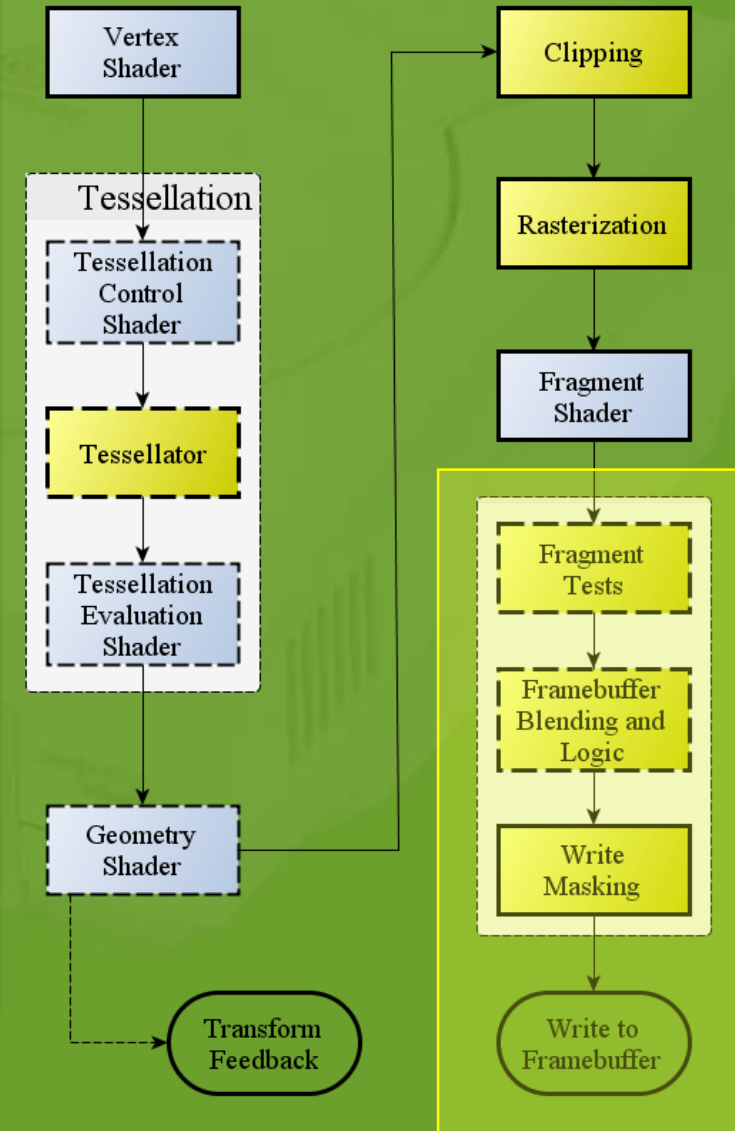 Vertex
Shader
Tessellation
Tessellation
Control
Shader
Tessellator
Tessellation
Evaluation
Shader
Geometry
Shader
Transform
Feedback
Clipping
Rasterization
Fragment
Shader
Fragment
Tests
Framebuffer
Blending and
Logic
Write
Masking
Write to
Framebuffer